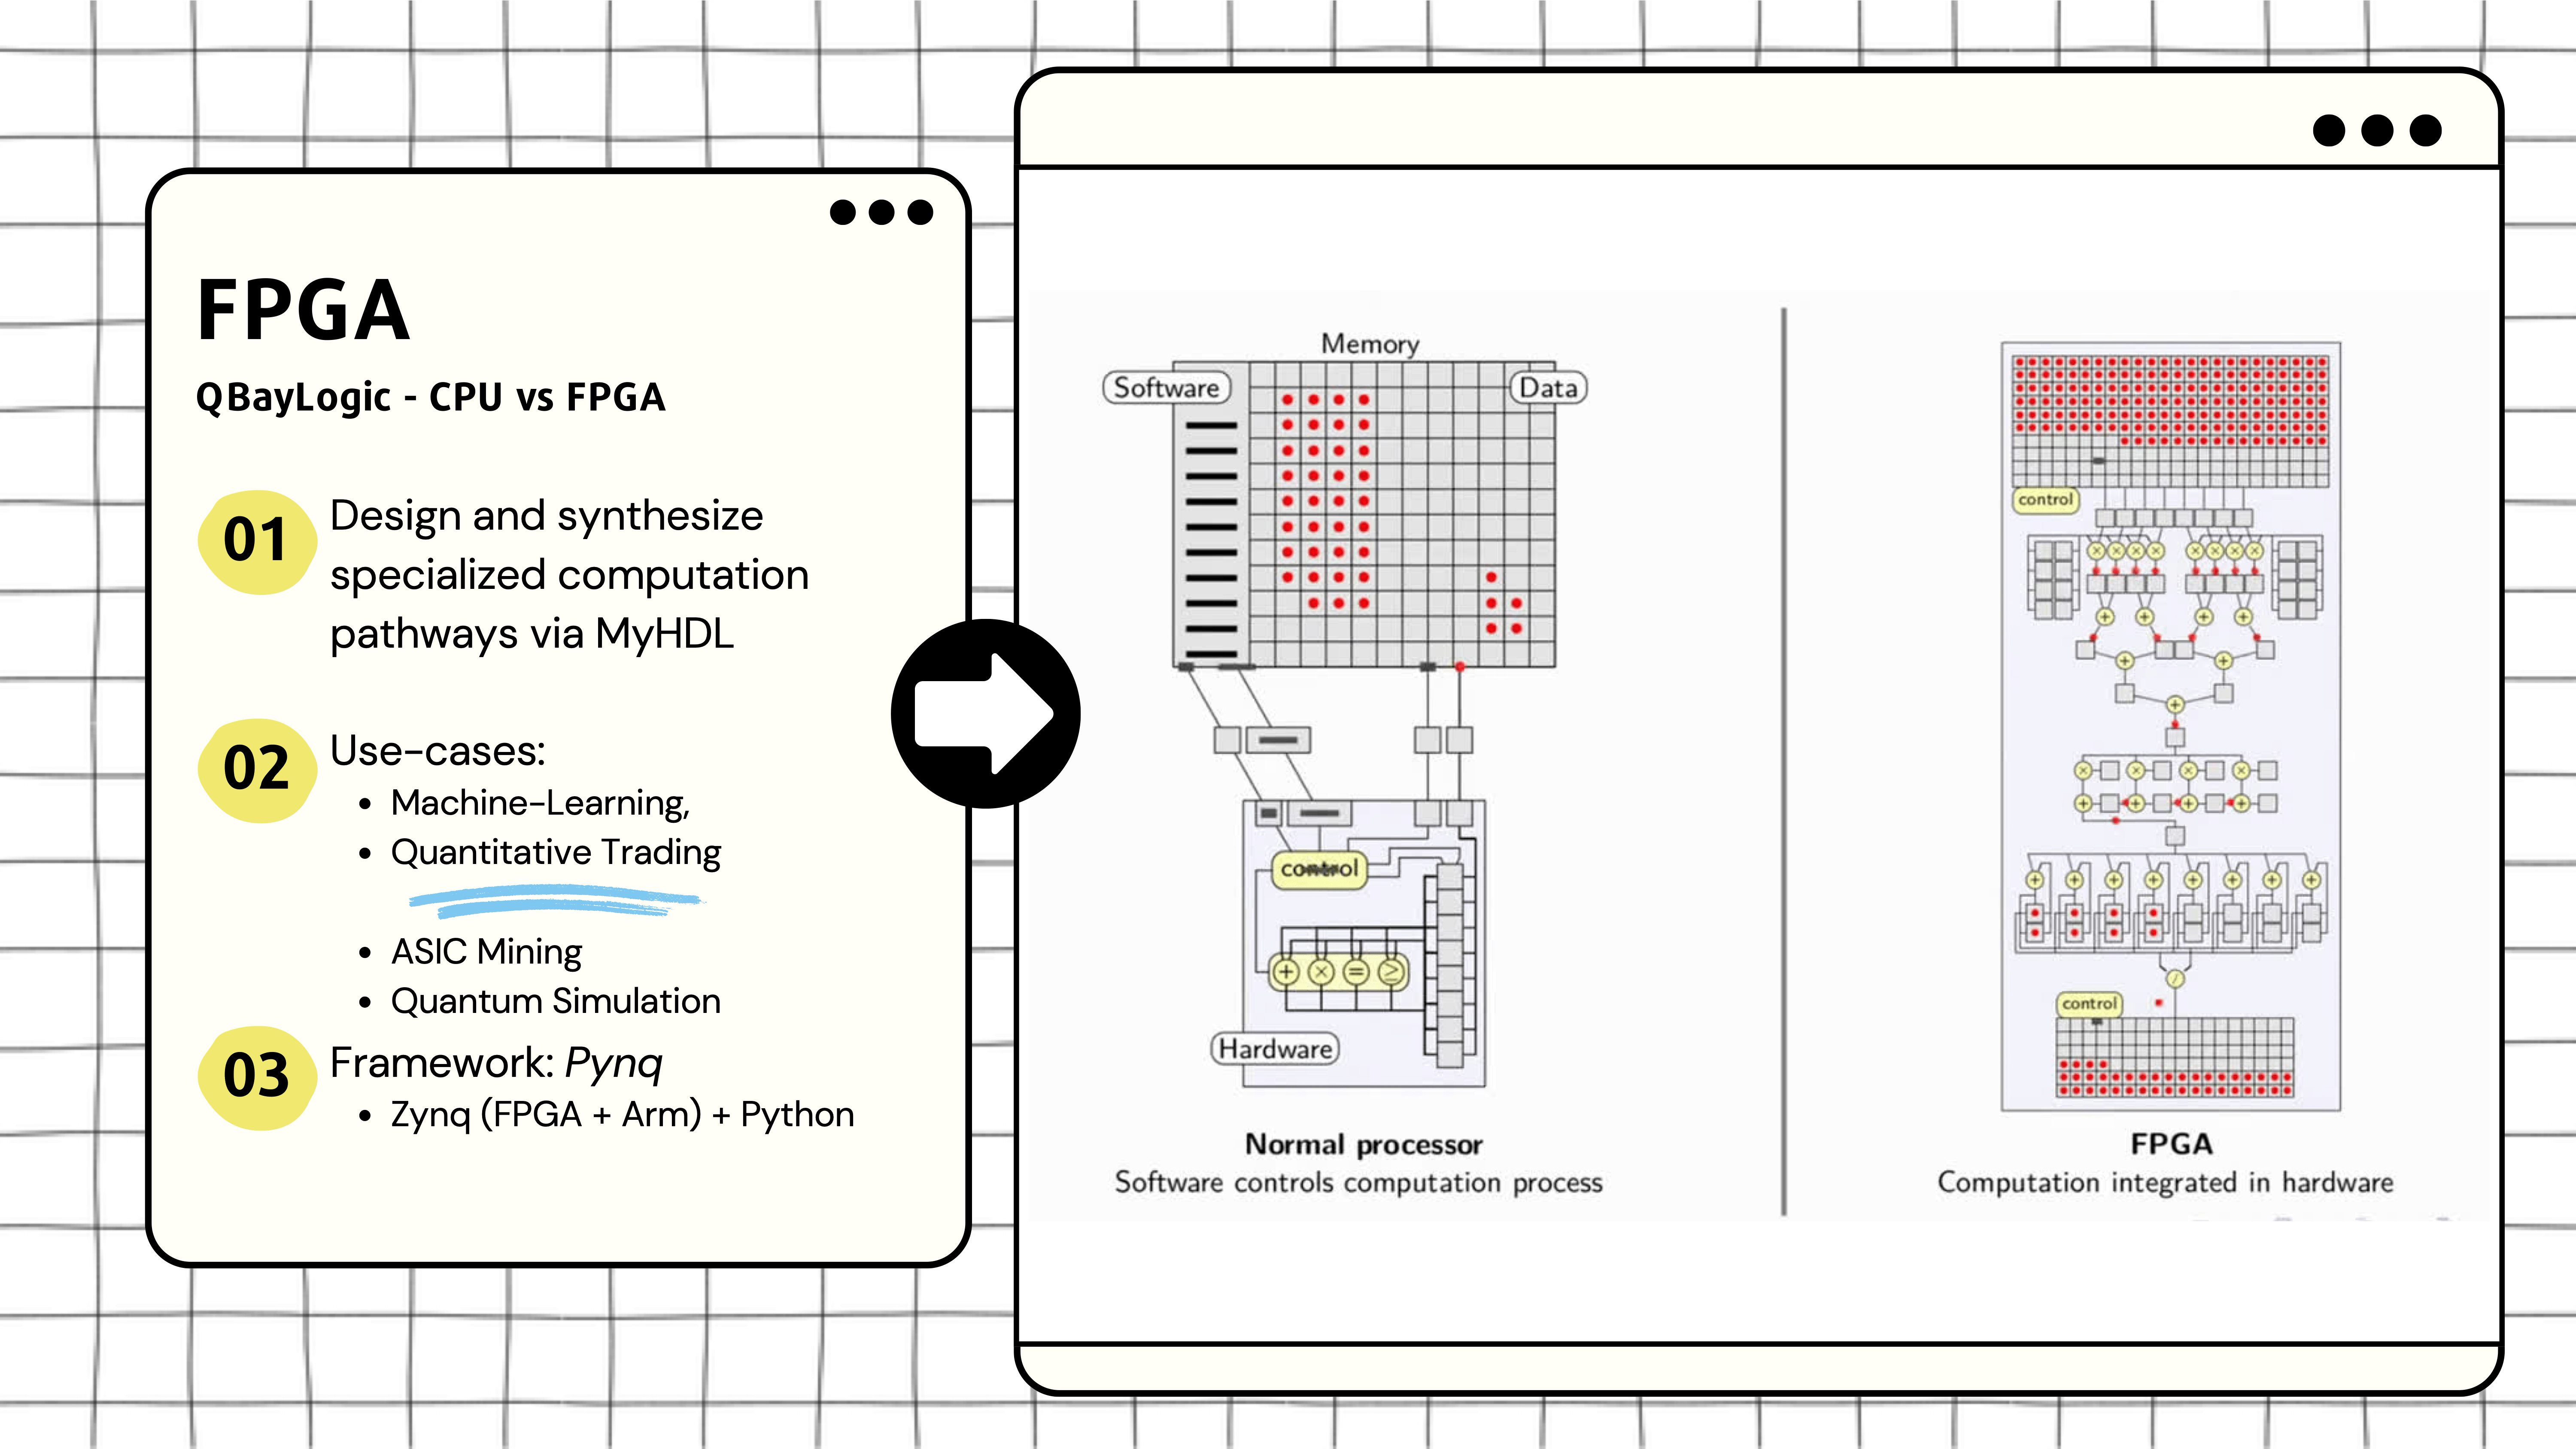 FPGA
QBayLogic - CPU vs FPGA
01
Design and synthesize
specialized computation
pathways via MyHDL
02
Use-cases:
• Machine-Learning,
• Quantitative Trading
• ASIC Mining
• Quantum Simulation
03
Framework: Pynq
• Zynq (FPGA + Arm) + Python
Memory
Software
Data
control
+ × = ≥
Hardware
Normal processor
Software controls computation process
control
× × × × × × × ×
+ + + +
+ +
+
× × × ×
+ + + +
+ + + + + + + +
/
control
FPGA
Computation integrated in hardware